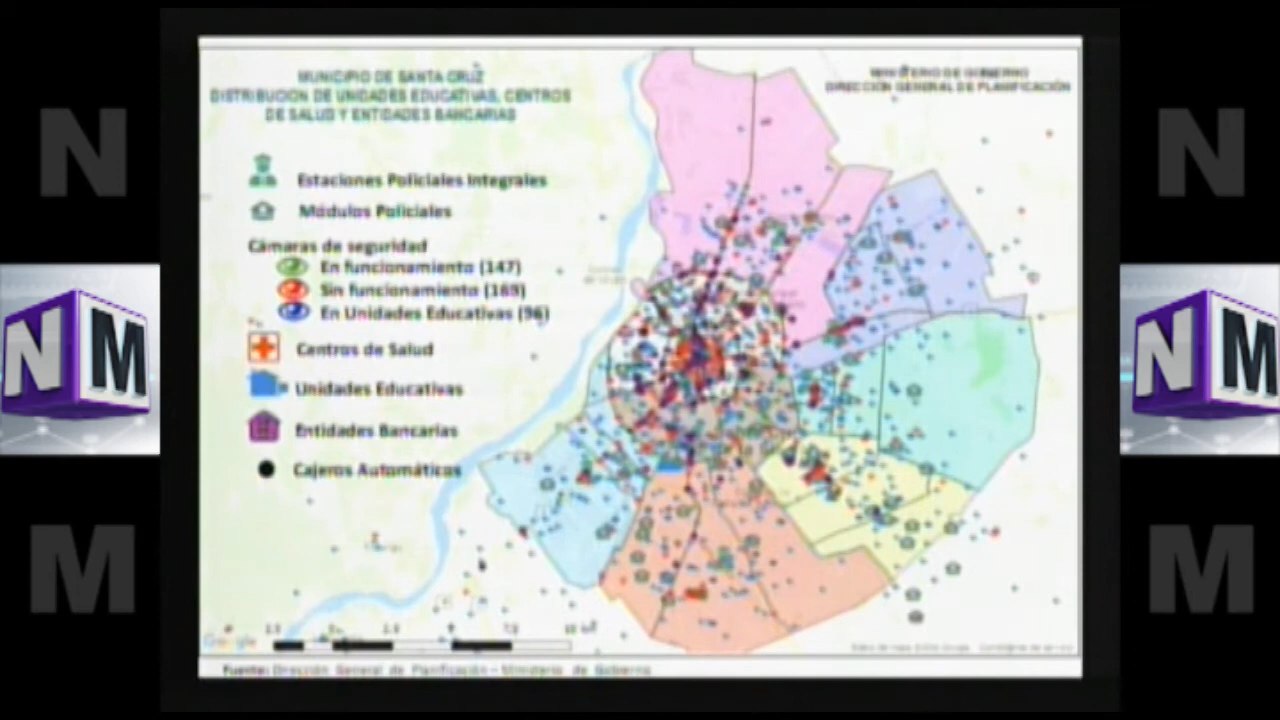 MUNICIPIO DE SANTA CRUZ
DISTRIBUCION DE UNIDADES EDUCATIVAS, CENTROS
DE SALUD Y ENTIDADES BANCARIAS
MINISTERIO DE GOBIERNO
DIRECCIÓN GENERAL DE PLANIFICACIÓN
Estaciones Policiales Integrales
Módulos Policiales
Cámaras de seguridad
En funcionamiento (147)
Sin funcionamiento (169)
En Unidades Educativas (96)
Centros de Salud
Unidades Educativas
Entidades Bancarias
Cajeros Automáticos
Google
Fuente: Dirección General de Planificación – Ministerio de Gobierno
N
M
N M
N
M
N M